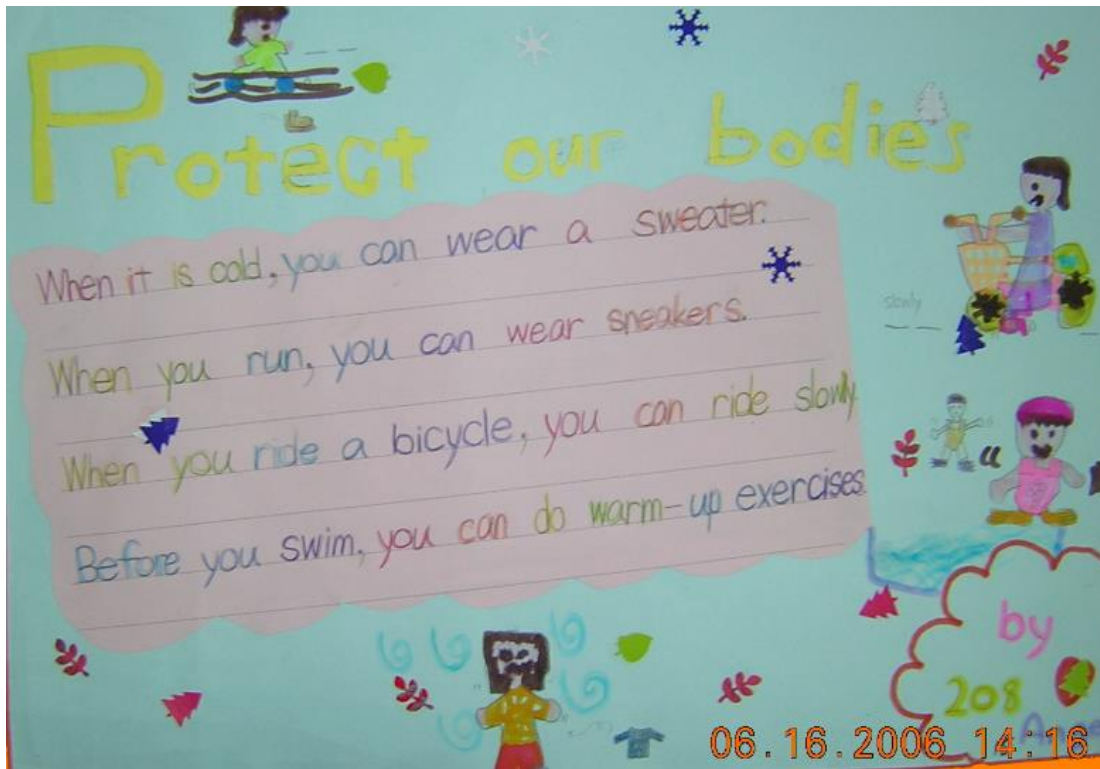 Protect our bodies
When it is cold, you can wear a sweater.
When you run, you can wear sneakers.
slowly
When you ride a bicycle, you can ride slowly.
Before you swim, you can do warm-up exercises.
by
208
06.16.2006 14:16